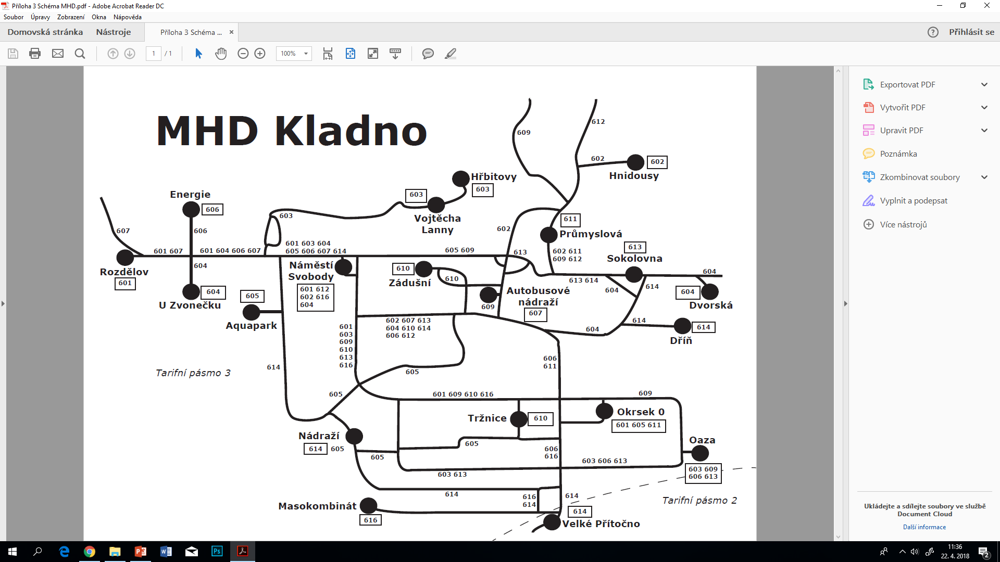 Příloha 3 Schéma MHD.pdf - Adobe Acrobat Reader DC
Soubor Úpravy Zobrazení Okna Nápověda
Domovská stránka Nástroje Příloha 3 Schéma ... × ? Přihlásit se
1 / 1 100%
MHD Kladno
609
612
602
602
Hnidousy
Hřbitovy
603
603
Vojtěcha
Lanny
Energie
606
606
603
607
601 607
601 604 606 607
601 603 604
605 606 607 614
605 609
602
611
Průmyslová
602 611
609 612
613
613
Sokolovna
613 614
604
604
614
604
Dvorská
Rozdělov
601
604
604
U Zvonečku
605
Aquapark
Náměstí
Svobody
601 612
602 616
604
610
Zádušní
610
Autobusové
nádraží
609
607
602 607 613
604 610 614
606 612
601
603
609
610
613
616
604
614
614
Dříň
606
611
Tarifní pásmo 3
614
605
605
601 609 610 616
609
Tržnice
610
Okrsek 0
601 605 611
Nádraží
614
605
605
605
606
616
603 606 613
Oaza
603 609
606 613
603 613
614
616
614
614
Tarifní pásmo 2
Masokombinát
616
614
Velké Přítočno
Exportovat PDF
Vytvořit PDF
Upravit PDF
Poznámka
Zkombinovat soubory
Vyplnit a podepsat
Více nástrojů
Ukládejte a sdílejte soubory ve službě
Document Cloud
Další informace
11:36
22. 4. 2018
2